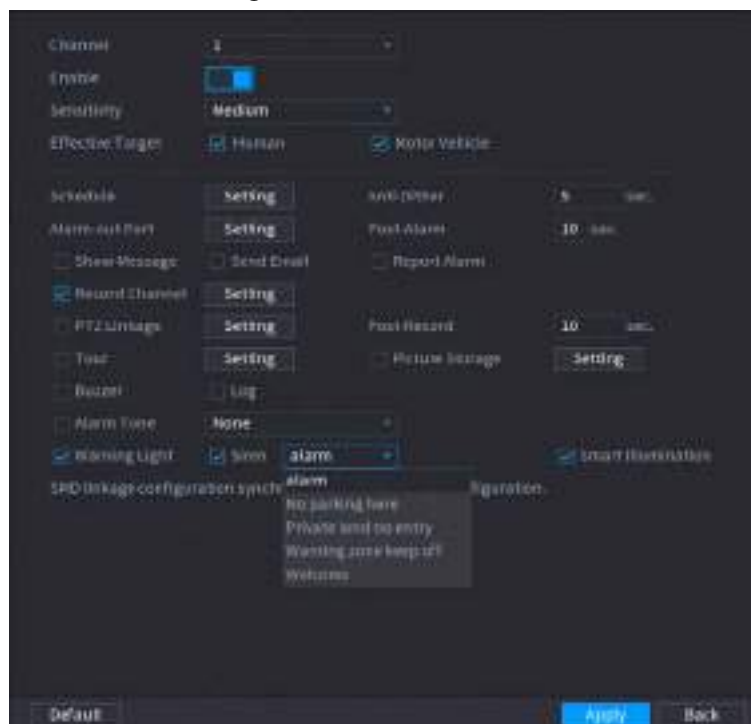 Channel 1
Enable
Sensitivity Medium
Effective Target Human Motor Vehicle
Schedule Setting Anti-Dither 5 sec.
Alarm-out Port Setting Post-Alarm 10 sec.
Show Message Send Email Report Alarm
Record Channel Setting
PTZ Linkage Setting Post-Record 10 sec.
Tour Setting Picture Storage Setting
Buzzer Log
Alarm Tone None
Warning Light Siren alarm Smart Illumination
SMD linkage configuration synch iguration.
alarm
No parking here
Private land no entry
Warning zone keep off
Welcome
Default Apply Back